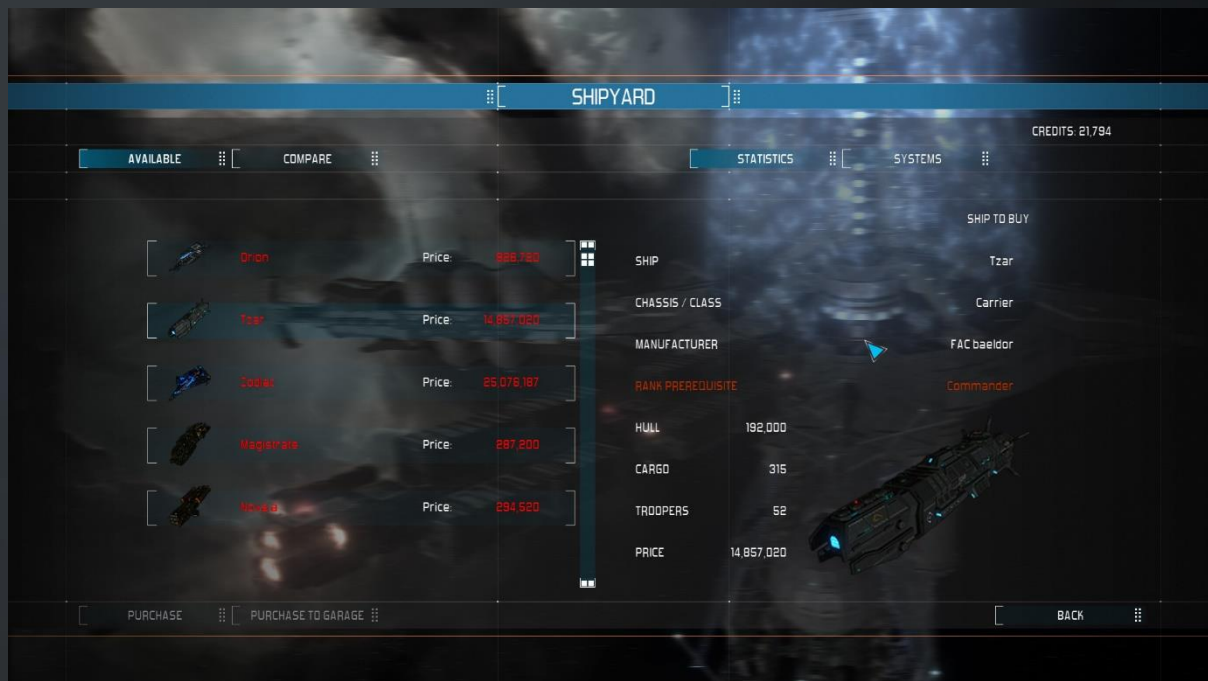 SHIPYARD
CREDITS: 21,794
AVAILABLE COMPARE STATISTICS SYSTEMS
SHIP TO BUY
Orion Price: 826,720
SHIP Tzar
CHASSIS / CLASS Carrier
Tzar Price: 14,857,020
MANUFACTURER FAC baeldor
Zodiac Price: 25,076,187
RANK PREREQUISITE Commander
HULL 192,000
Magistrate Price: 287,200
CARGO 315
Price: 294,520
TROOPERS 52
PRICE 14,857,020
PURCHASE PURCHASE TO GARAGE BACK